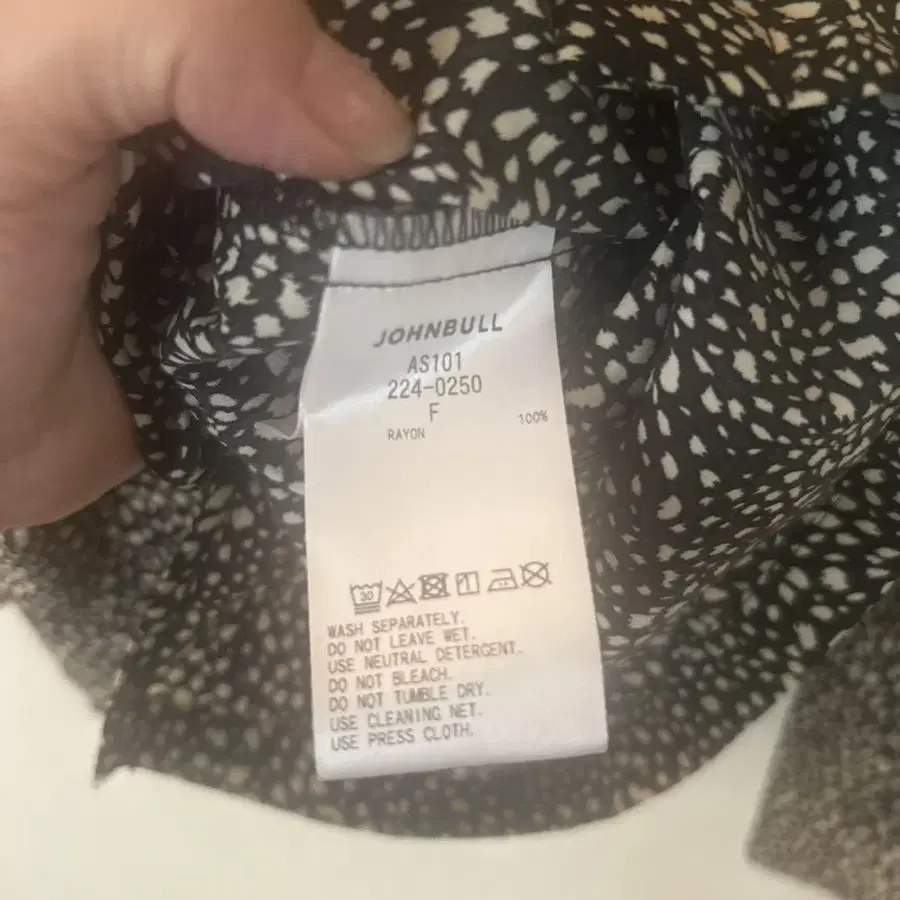 JOHNBULL
AS101
224-0250
F
RAYON 100%
30
WASH SEPARATELY.
DO NOT LEAVE WET.
USE NEUTRAL DETERGENT.
DO NOT BLEACH.
DO NOT TUMBLE DRY.
USE CLEANING NET.
USE PRESS CLOTH.